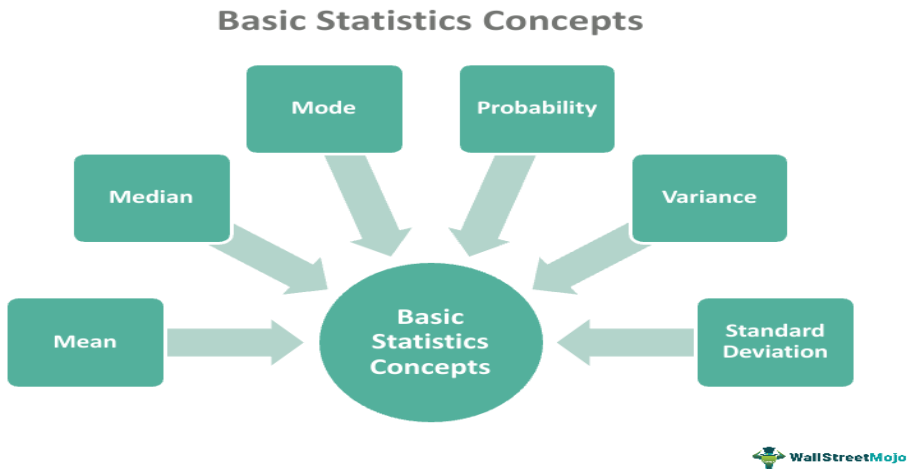 Basic Statistics Concepts
Mode
Probability
Median
Variance
Mean
Basic
Statistics
Concepts
Standard
Deviation
WallStreetMojo